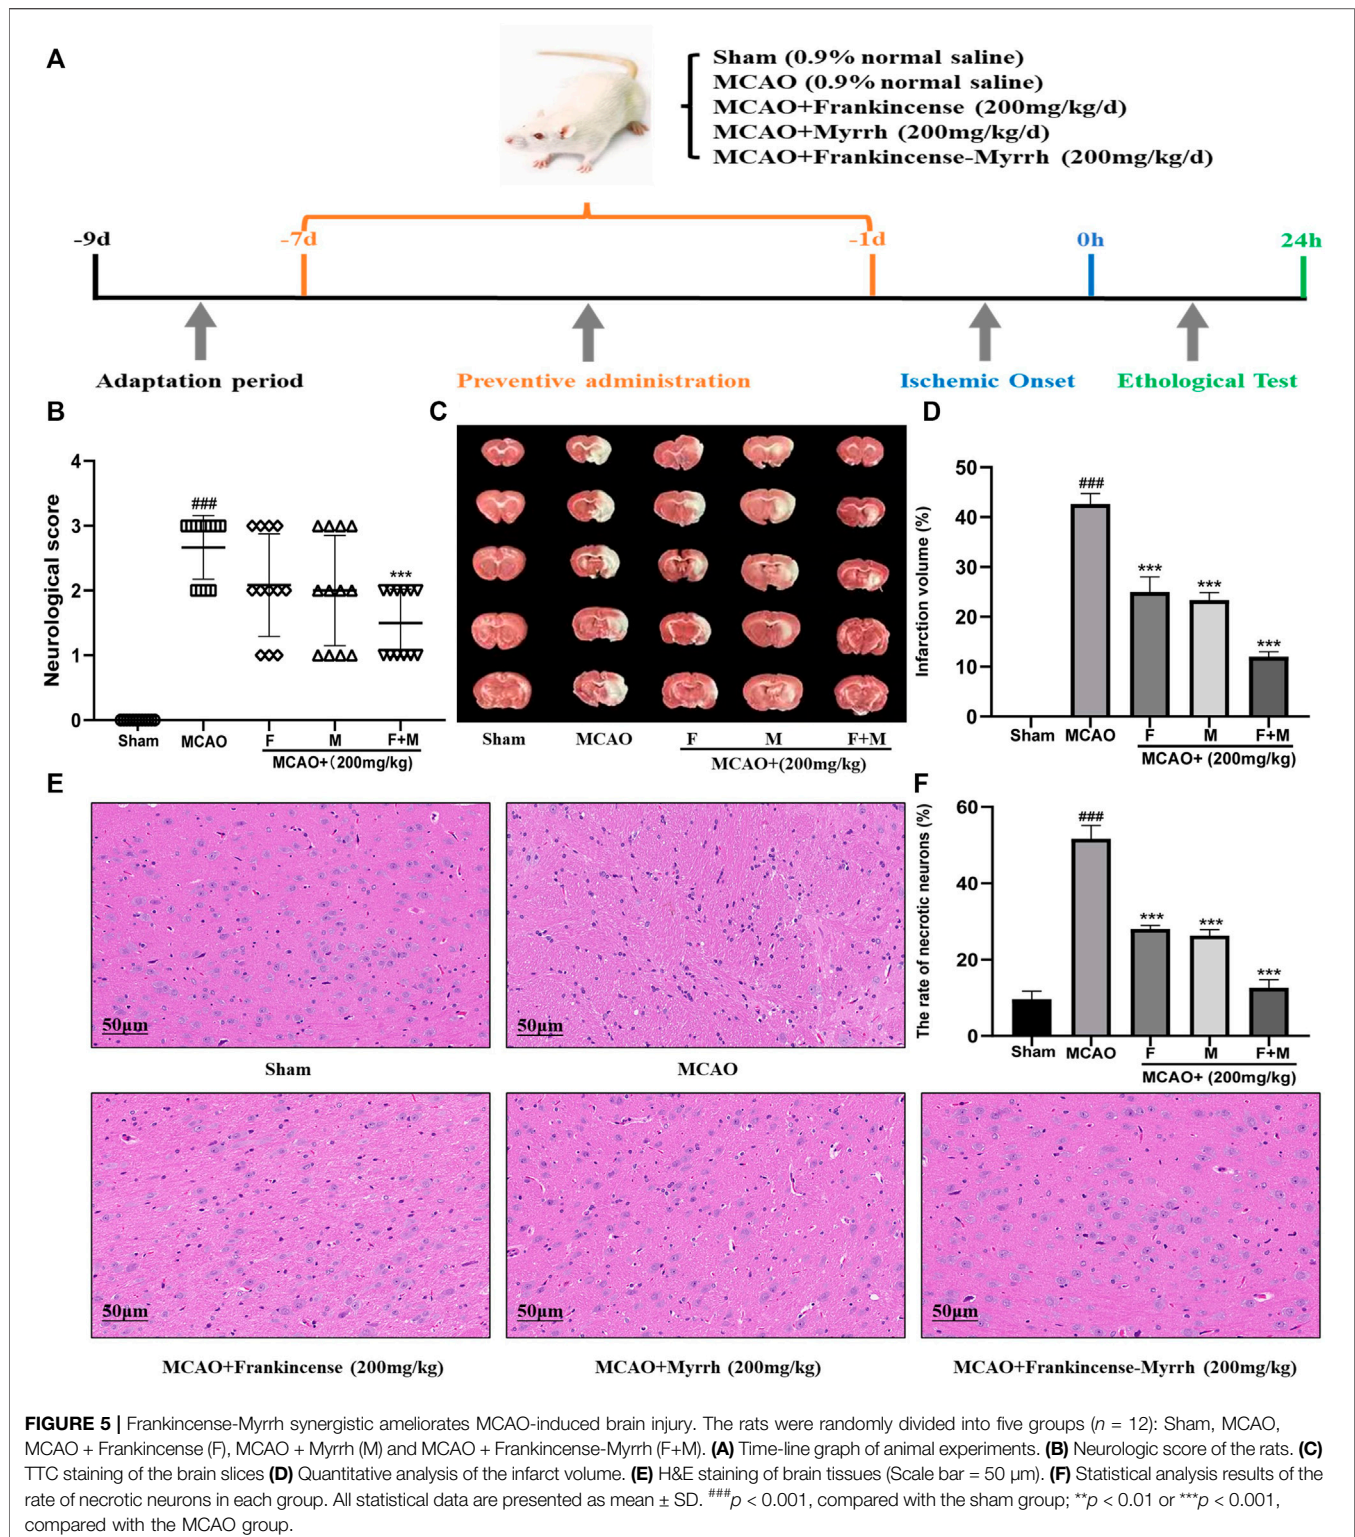 A
Sham (0.9% normal saline)
MCAO (0.9% normal saline)
MCAO+Frankincense (200mg/kg/d)
MCAO+Myrrh (200mg/kg/d)
MCAO+Frankincense-Myrrh (200mg/kg/d)
-9d
-7d
-1d
0h
24h
Adaptation period
Preventive administration
Ischemic Onset
Ethological Test
B
Neurological score
4
3
2
1
0
###
***
Sham
MCAO
F
M
F+M
MCAO+(200mg/kg)
C
Sham
MCAO
F
M
F+M
MCAO+(200mg/kg)
D
Infarction volume (%)
50
40
30
20
10
0
###
***
***
***
Sham
MCAO
F
M
F+M
MCAO+ (200mg/kg)
E
50μm
Sham
50μm
MCAO
F
The rate of necrotic neurons (%)
60
40
20
0
###
***
***
***
Sham
MCAO
F
M
F+M
MCAO+ (200mg/kg)
50μm
MCAO+Frankincense (200mg/kg)
50μm
MCAO+Myrrh (200mg/kg)
50μm
MCAO+Frankincense-Myrrh (200mg/kg)
FIGURE 5 | Frankincense-Myrrh synergistic ameliorates MCAO-induced brain injury. The rats were randomly divided into five groups (n = 12): Sham, MCAO,
MCAO + Frankincense (F), MCAO + Myrrh (M) and MCAO + Frankincense-Myrrh (F+M). (A) Time-line graph of animal experiments. (B) Neurologic score of the rats. (C)
TTC staining of the brain slices (D) Quantitative analysis of the infarct volume. (E) H&E staining of brain tissues (Scale bar = 50 μm). (F) Statistical analysis results of the
rate of necrotic neurons in each group. All statistical data are presented as mean ± SD. ###p < 0.001, compared with the sham group; **p < 0.01 or ***p < 0.001,
compared with the MCAO group.